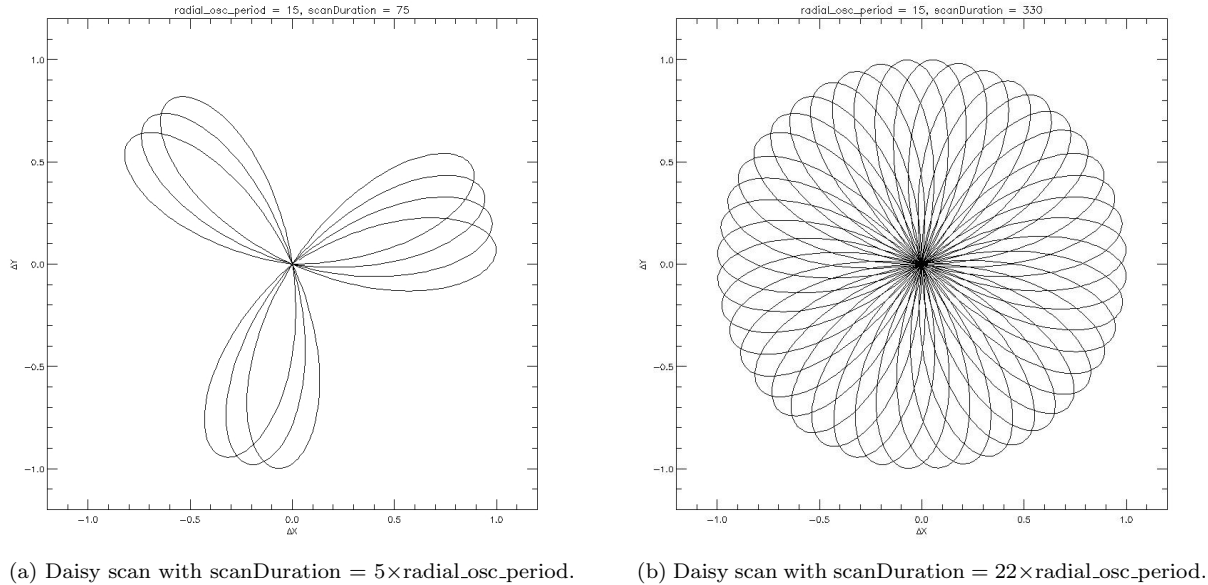 radial_osc_period = 15, scanDuration = 75
1.0
0.5
0.0
−0.5
−1.0
ΔY
−1.0
−0.5
0.0
0.5
1.0
ΔX
(a) Daisy scan with scanDuration = 5×radial_osc_period.
radial_osc_period = 15, scanDuration = 330
1.0
0.5
0.0
−0.5
−1.0
ΔY
−1.0
−0.5
0.0
0.5
1.0
ΔX
(b) Daisy scan with scanDuration = 22×radial_osc_period.